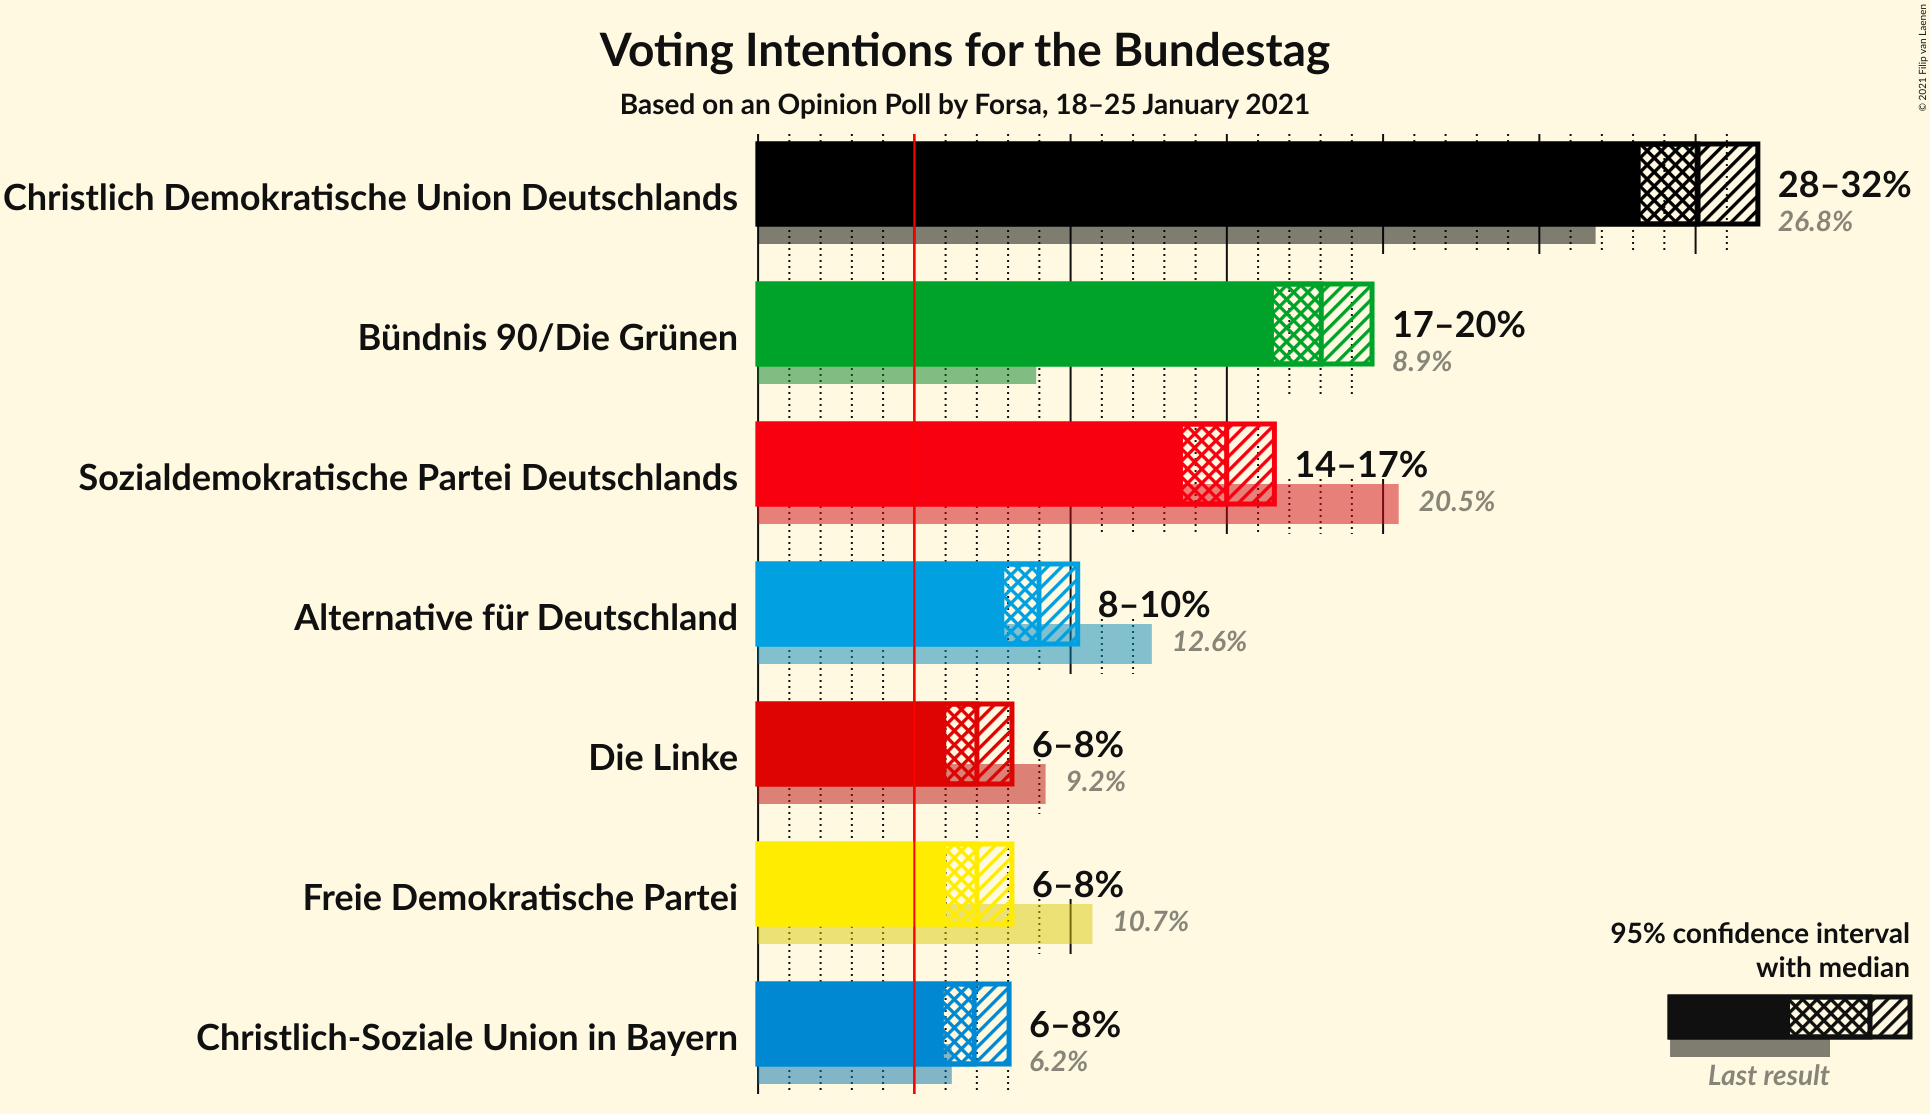 Voting Intentions for the Bundestag
Based on an Opinion Poll by Forsa, 18–25 January 2021
© 2021 Filip van Laenen
Christlich Demokratische Union Deutschlands
28–32%
26.8%
Bündnis 90/Die Grünen
17–20%
8.9%
Sozialdemokratische Partei Deutschlands
14–17%
20.5%
Alternative für Deutschland
8–10%
12.6%
Die Linke
6–8%
9.2%
Freie Demokratische Partei
6–8%
10.7%
Christlich-Soziale Union in Bayern
6–8%
6.2%
95% confidence interval
with median
Last result